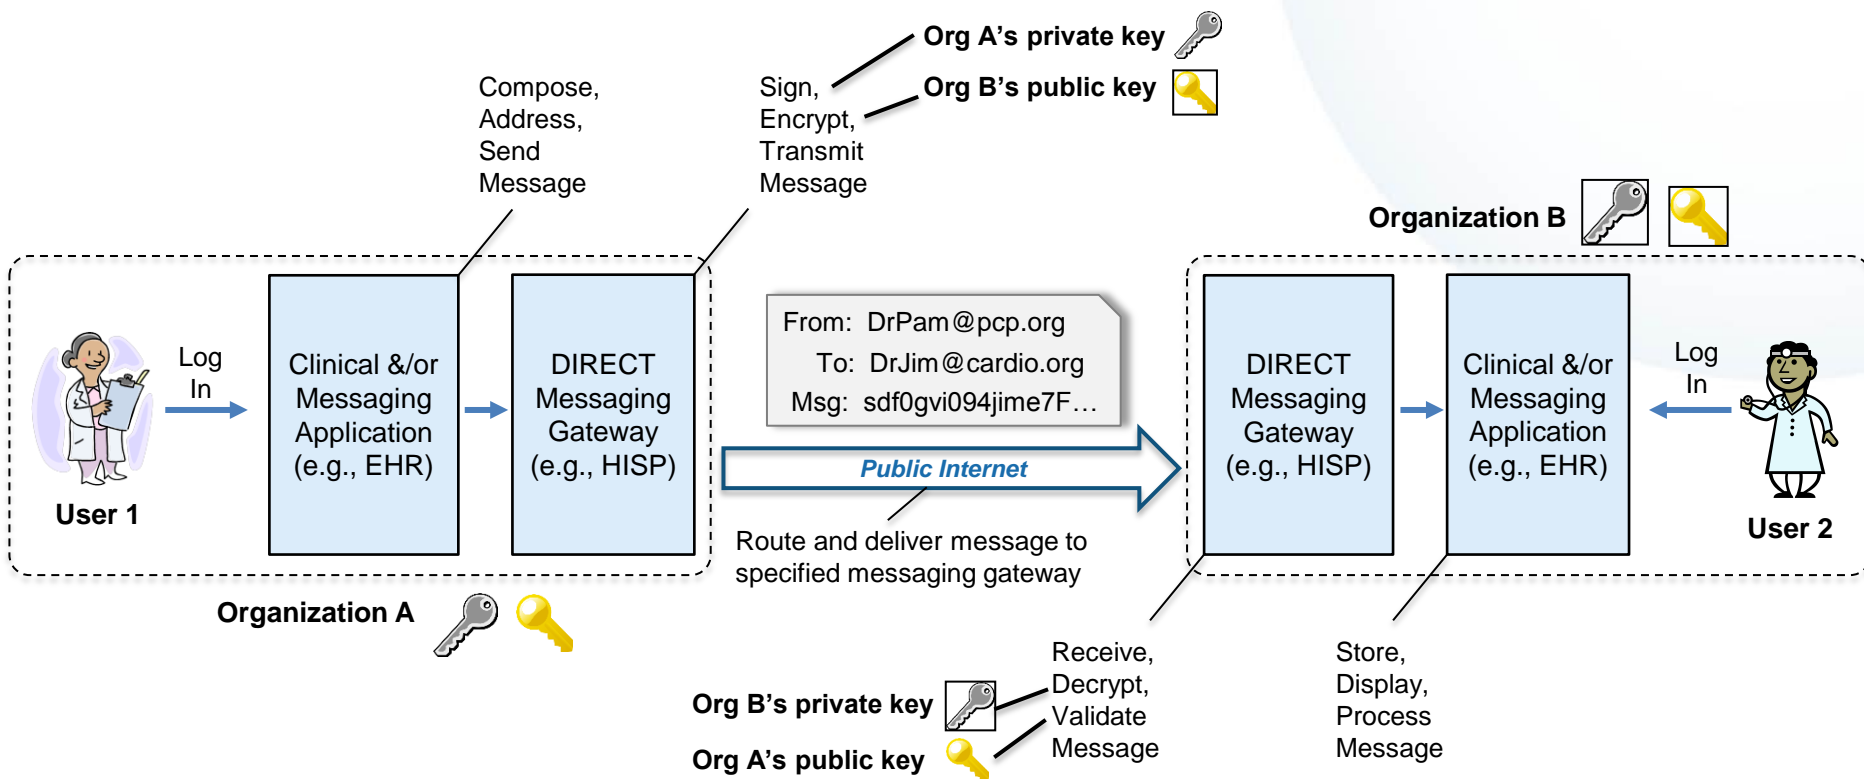 Org A’s private key
Org B’s public key
Compose,
Address,
Send
Message
Sign,
Encrypt,
Transmit
Message
Organization B
Log
In
User 1
Clinical &/or
Messaging
Application
(e.g., EHR)
DIRECT
Messaging
Gateway
(e.g., HISP)
From: DrPam@pcp.org
To: DrJim@cardio.org
Msg: sdf0gvi094jime7F…
Public Internet
Route and deliver message to
specified messaging gateway
DIRECT
Messaging
Gateway
(e.g., HISP)
Clinical &/or
Messaging
Application
(e.g., EHR)
Log
In
User 2
Organization A
Receive,
Decrypt,
Validate
Message
Org B’s private key
Org A’s public key
Store,
Display,
Process
Message